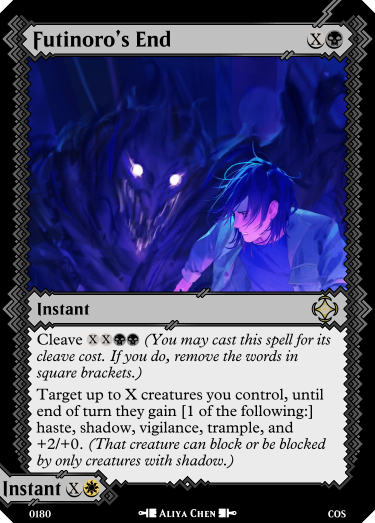 Futinoro's End X
Instant
Cleave X X (You may cast this spell for its
cleave cost. If you do, remove the words in
square brackets.)
Target up to X creatures you control, until
end of turn they gain [1 of the following:]
haste, shadow, vigilance, trample, and
+2/+0. (That creature can block or be blocked
by only creatures with shadow.)
Instant X
0180 Aliya Chen COS